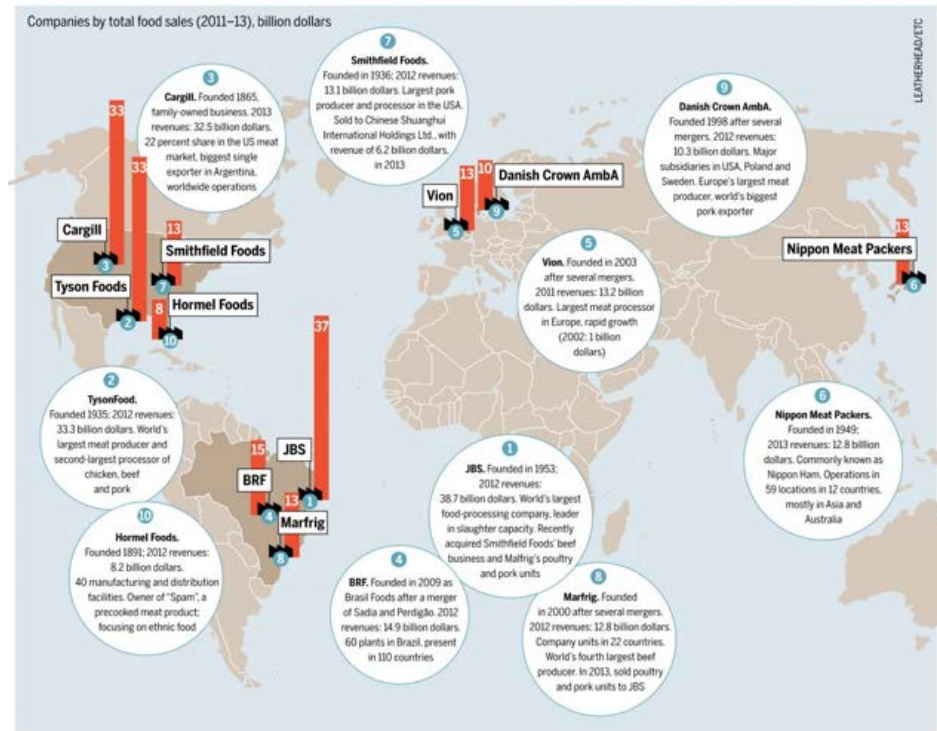 Companies by total food sales (2011–13), billion dollars
LEATHERHEAD/ETC
3
Cargill. Founded 1865,
family-owned business. 2013
revenues: 32.5 billion dollars.
22 percent share in the US meat
market, biggest single
exporter in Argentina,
worldwide operations
7
Smithfield Foods.
Founded in 1936; 2012 revenues:
13.1 billion dollars. Largest pork
producer and processor in the USA.
Sold to Chinese Shuanghui
International Holdings Ltd., with
revenue of 6.2 billion dollars,
in 2013
9
Danish Crown AmbA.
Founded 1998 after several
mergers. 2012 revenues:
10.3 billion dollars. Major
subsidiaries in USA, Poland and
Sweden. Europe's largest meat
producer, world's biggest
pork exporter
33
Cargill
3
33
Tyson Foods
2
13
Smithfield Foods
7
8
Hormel Foods
10
13
Vion
5
10
Danish Crown AmbA
9
13
Nippon Meat Packers
6
5
Vion. Founded in 2003
after several mergers.
2011 revenues: 13.2 billion
dollars. Largest meat processor
in Europe, rapid growth
(2002: 1 billion
dollars)
37
JBS
1
15
BRF
4
13
Marfrig
8
2
TysonFood.
Founded 1935; 2012 revenues:
33.3 billion dollars. World's
largest meat producer and
second-largest processor of
chicken, beef
and pork
6
Nippon Meat Packers.
Founded in 1949;
2013 revenues: 12.8 billlion
dollars. Commonly known as
Nippon Ham. Operations in
59 locations in 12 countries,
mostly in Asia and
Australia
1
JBS. Founded in 1953;
2012 revenues:
38.7 billion dollars. World's largest
food-processing company, leader
in slaughter capacity. Recently
acquired Smithfield Foods' beef
business and Malfrig's poultry
and pork units
10
Hormel Foods.
Founded 1891; 2012 revenues:
8.2 billion dollars.
40 manufacturing and distribution
facilities. Owner of "Spam", a
precooked meat product;
focusing on ethnic food
4
BRF. Founded in 2009 as
Brasil Foods after a merger
of Sadia and Perdigão. 2012
revenues: 14.9 billion dollars.
60 plants in Brazil, present
in 110 countries
8
Marfrig. Founded
in 2000 after several mergers.
2012 revenues: 12.8 billion dollars.
Company units in 22 countries.
World's fourth largest beef
producer. In 2013, sold poultry
and pork units to JBS